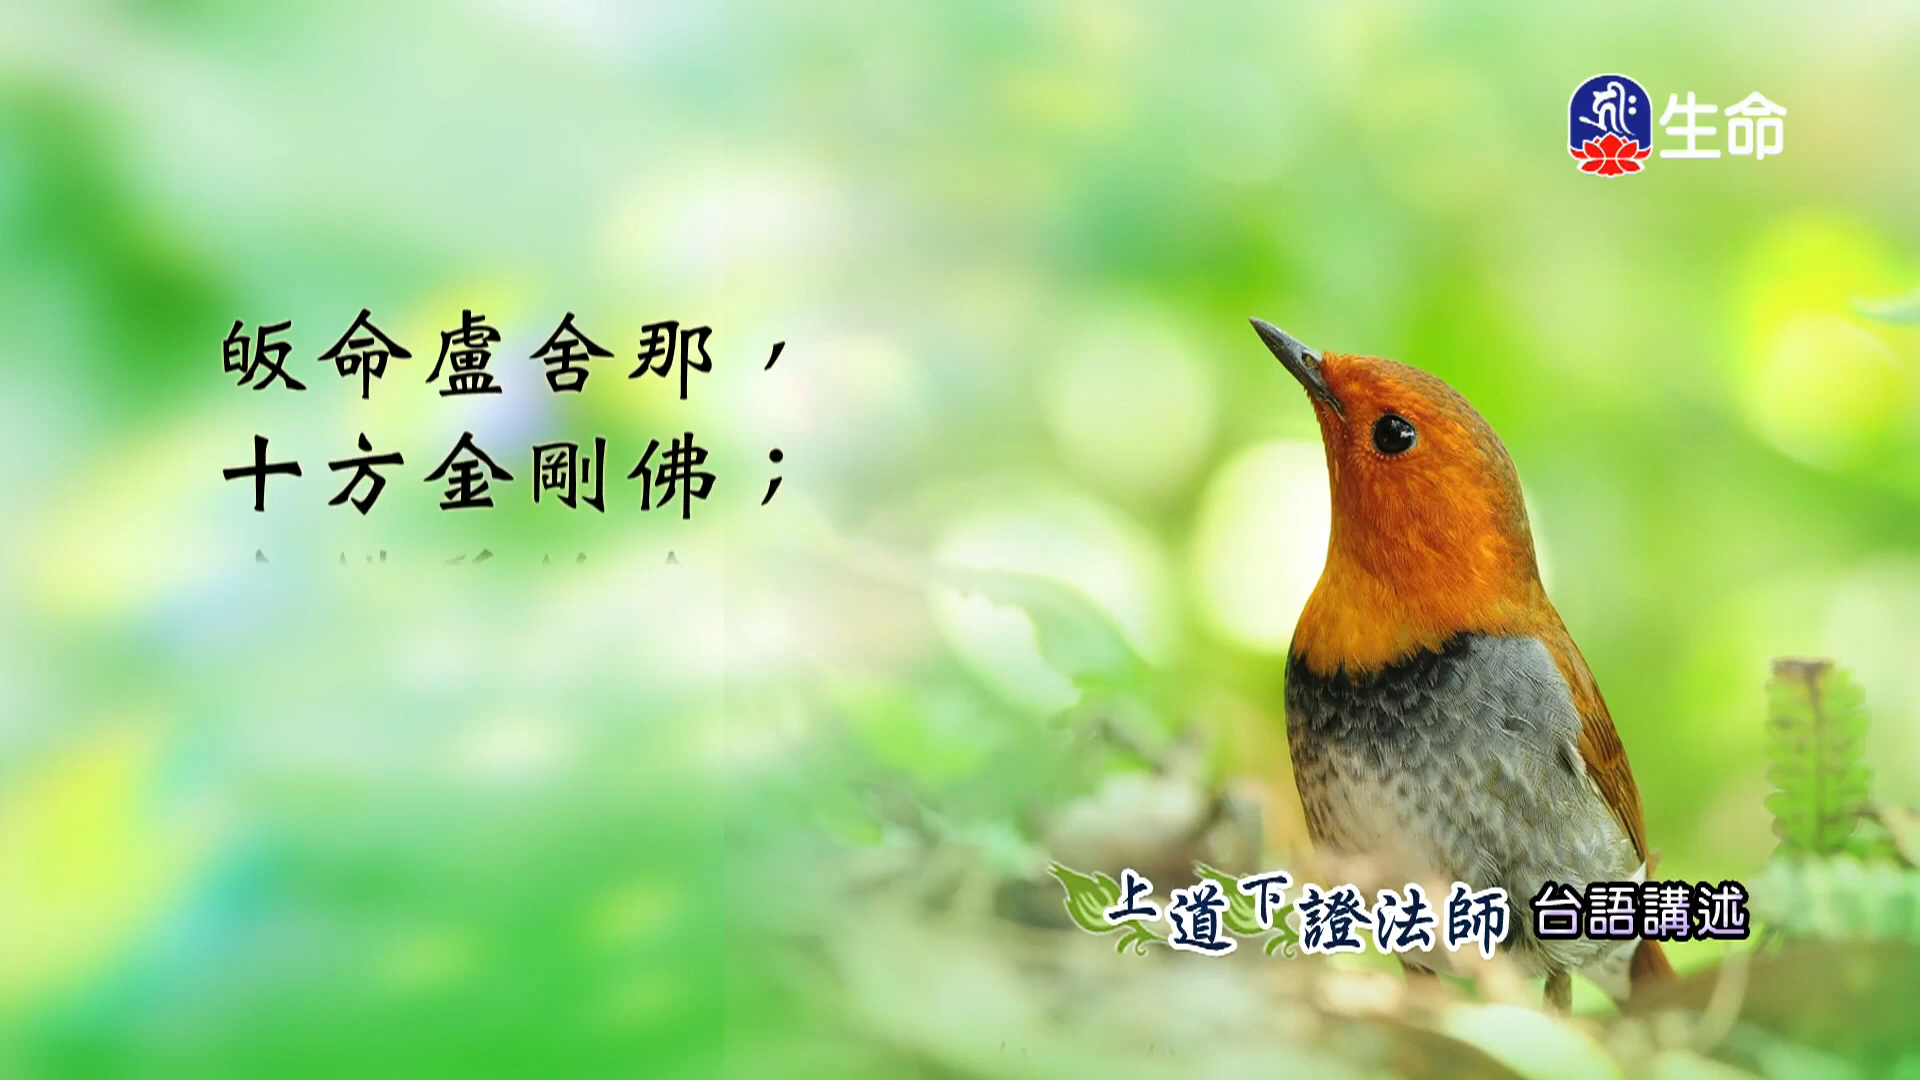 生命
皈命盧舍那，
十方金剛佛；
上道下證法師 台語講述